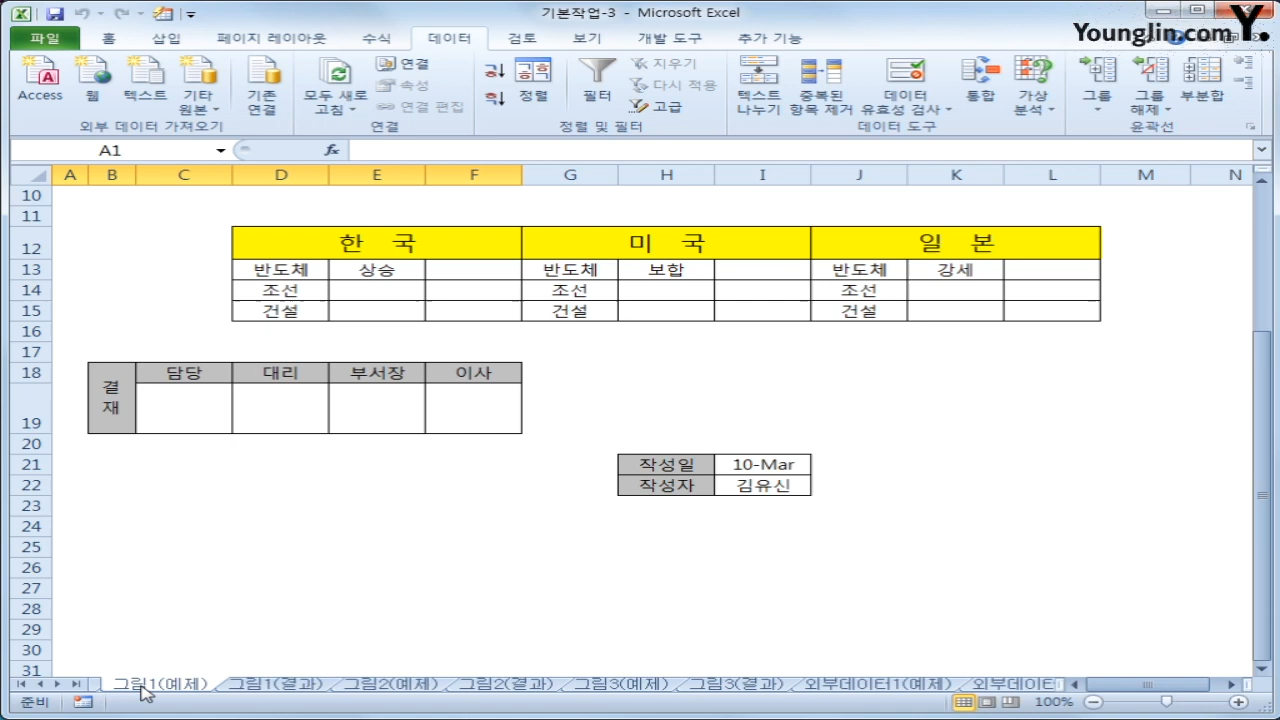 기본작업-3 - Microsoft Excel
YoungJin.com Y.
파일 홈 삽입 페이지 레이아웃 수식 데이터 검토 보기 개발 도구 추가 기능
Access 웹 텍스트 기타 원본 기존 연결
모두 새로 고침 연결 속성 연결 편집
정렬 필터 지우기 다시 적용 고급
텍스트 나누기 중복된 항목 제거 데이터 유효성 검사 통합 가상 분석
그룹 그룹 해제 부분합
외부 데이터 가져오기 연결 정렬 및 필터 데이터 도구 윤곽선
A1 fx
A B C D E F G H I J K L M N
10
11
12 한 국 미 국 일 본
13 반도체 상승 반도체 보합 반도체 강세
14 조선 조선 조선
15 건설 건설 건설
16
17
18 결재 담당 대리 부서장 이사
19
20
21 작성일 10-Mar
22 작성자 김유신
23
24
25
26
27
28
29
30
31
그림1(예제) 그림1(결과) 그림2(예제) 그림2(결과) 그림3(예제) 그림3(결과) 외부데이터1(예제) 외부데이트
준비 100%